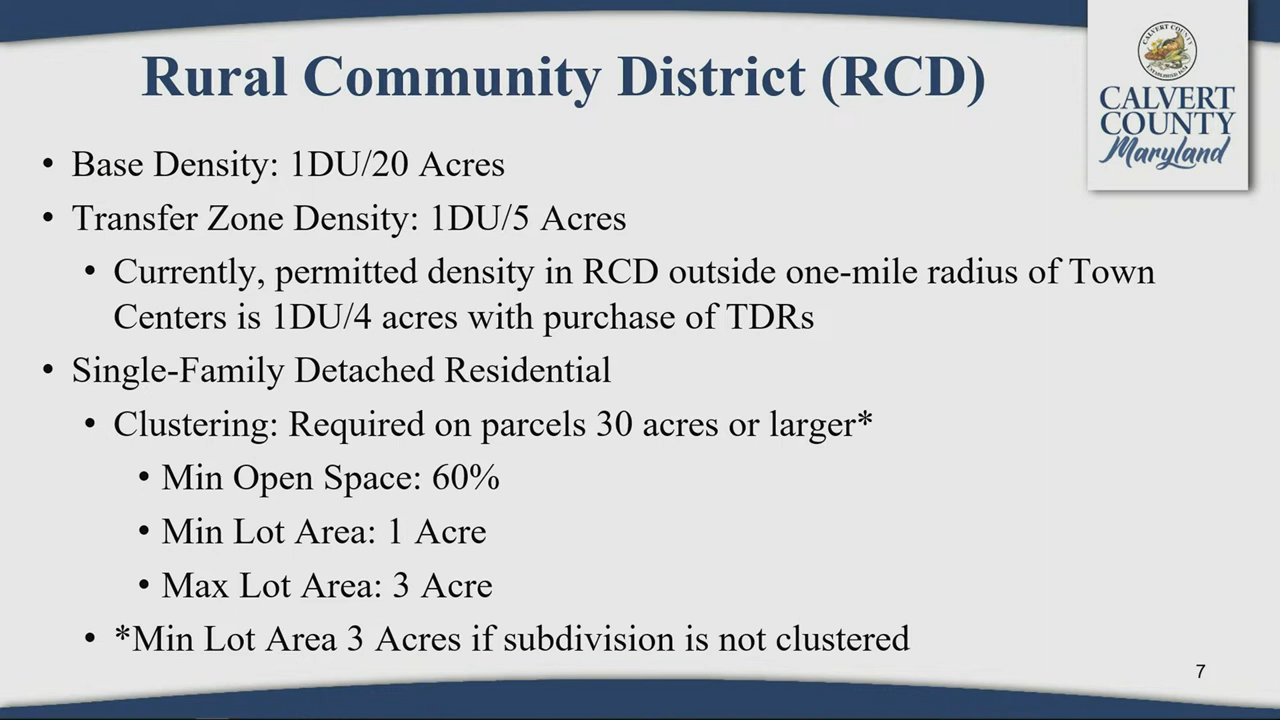 Rural Community District (RCD)
CALVERT COUNTY
CALVERT
COUNTY
Maryland
• Base Density: 1DU/20 Acres
• Transfer Zone Density: 1DU/5 Acres
• Currently, permitted density in RCD outside one-mile radius of Town
Centers is 1DU/4 acres with purchase of TDRs
• Single-Family Detached Residential
• Clustering: Required on parcels 30 acres or larger*
• Min Open Space: 60%
• Min Lot Area: 1 Acre
• Max Lot Area: 3 Acre
• *Min Lot Area 3 Acres if subdivision is not clustered
7